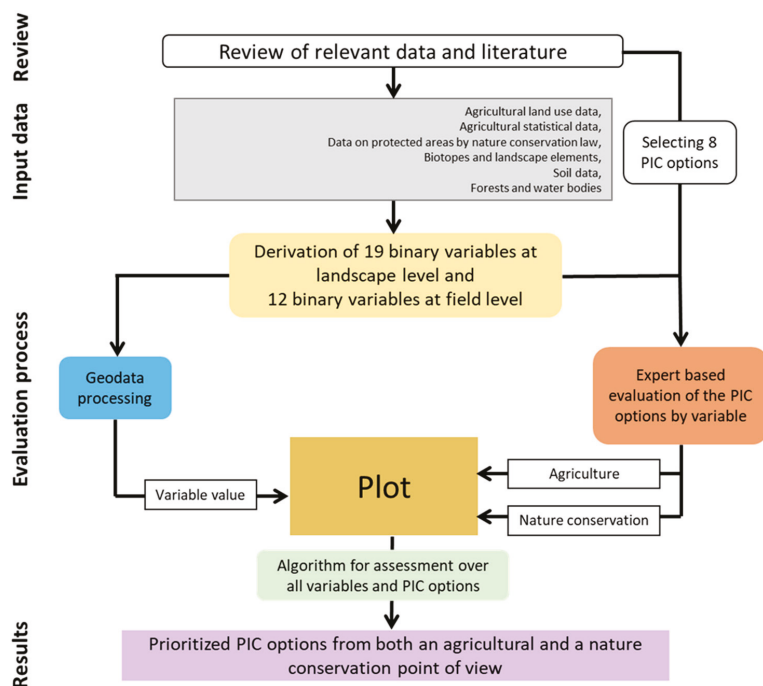 Review
Review of relevant data and literature
Input data
Agricultural land use data,
Agricultural statistical data,
Data on protected areas by nature conservation law,
Biotopes and landscape elements,
Soil data,
Forests and water bodies
Selecting 8
PIC options
Evaluation process
Derivation of 19 binary variables at
landscape level and
12 binary variables at field level
Geodata
processing
Expert based
evaluation of the PIC
options by variable
Variable value
Plot
Agriculture
Nature conservation
Algorithm for assessment over
all variables and PIC options
Results
Prioritized PIC options from both an agricultural and a nature
conservation point of view